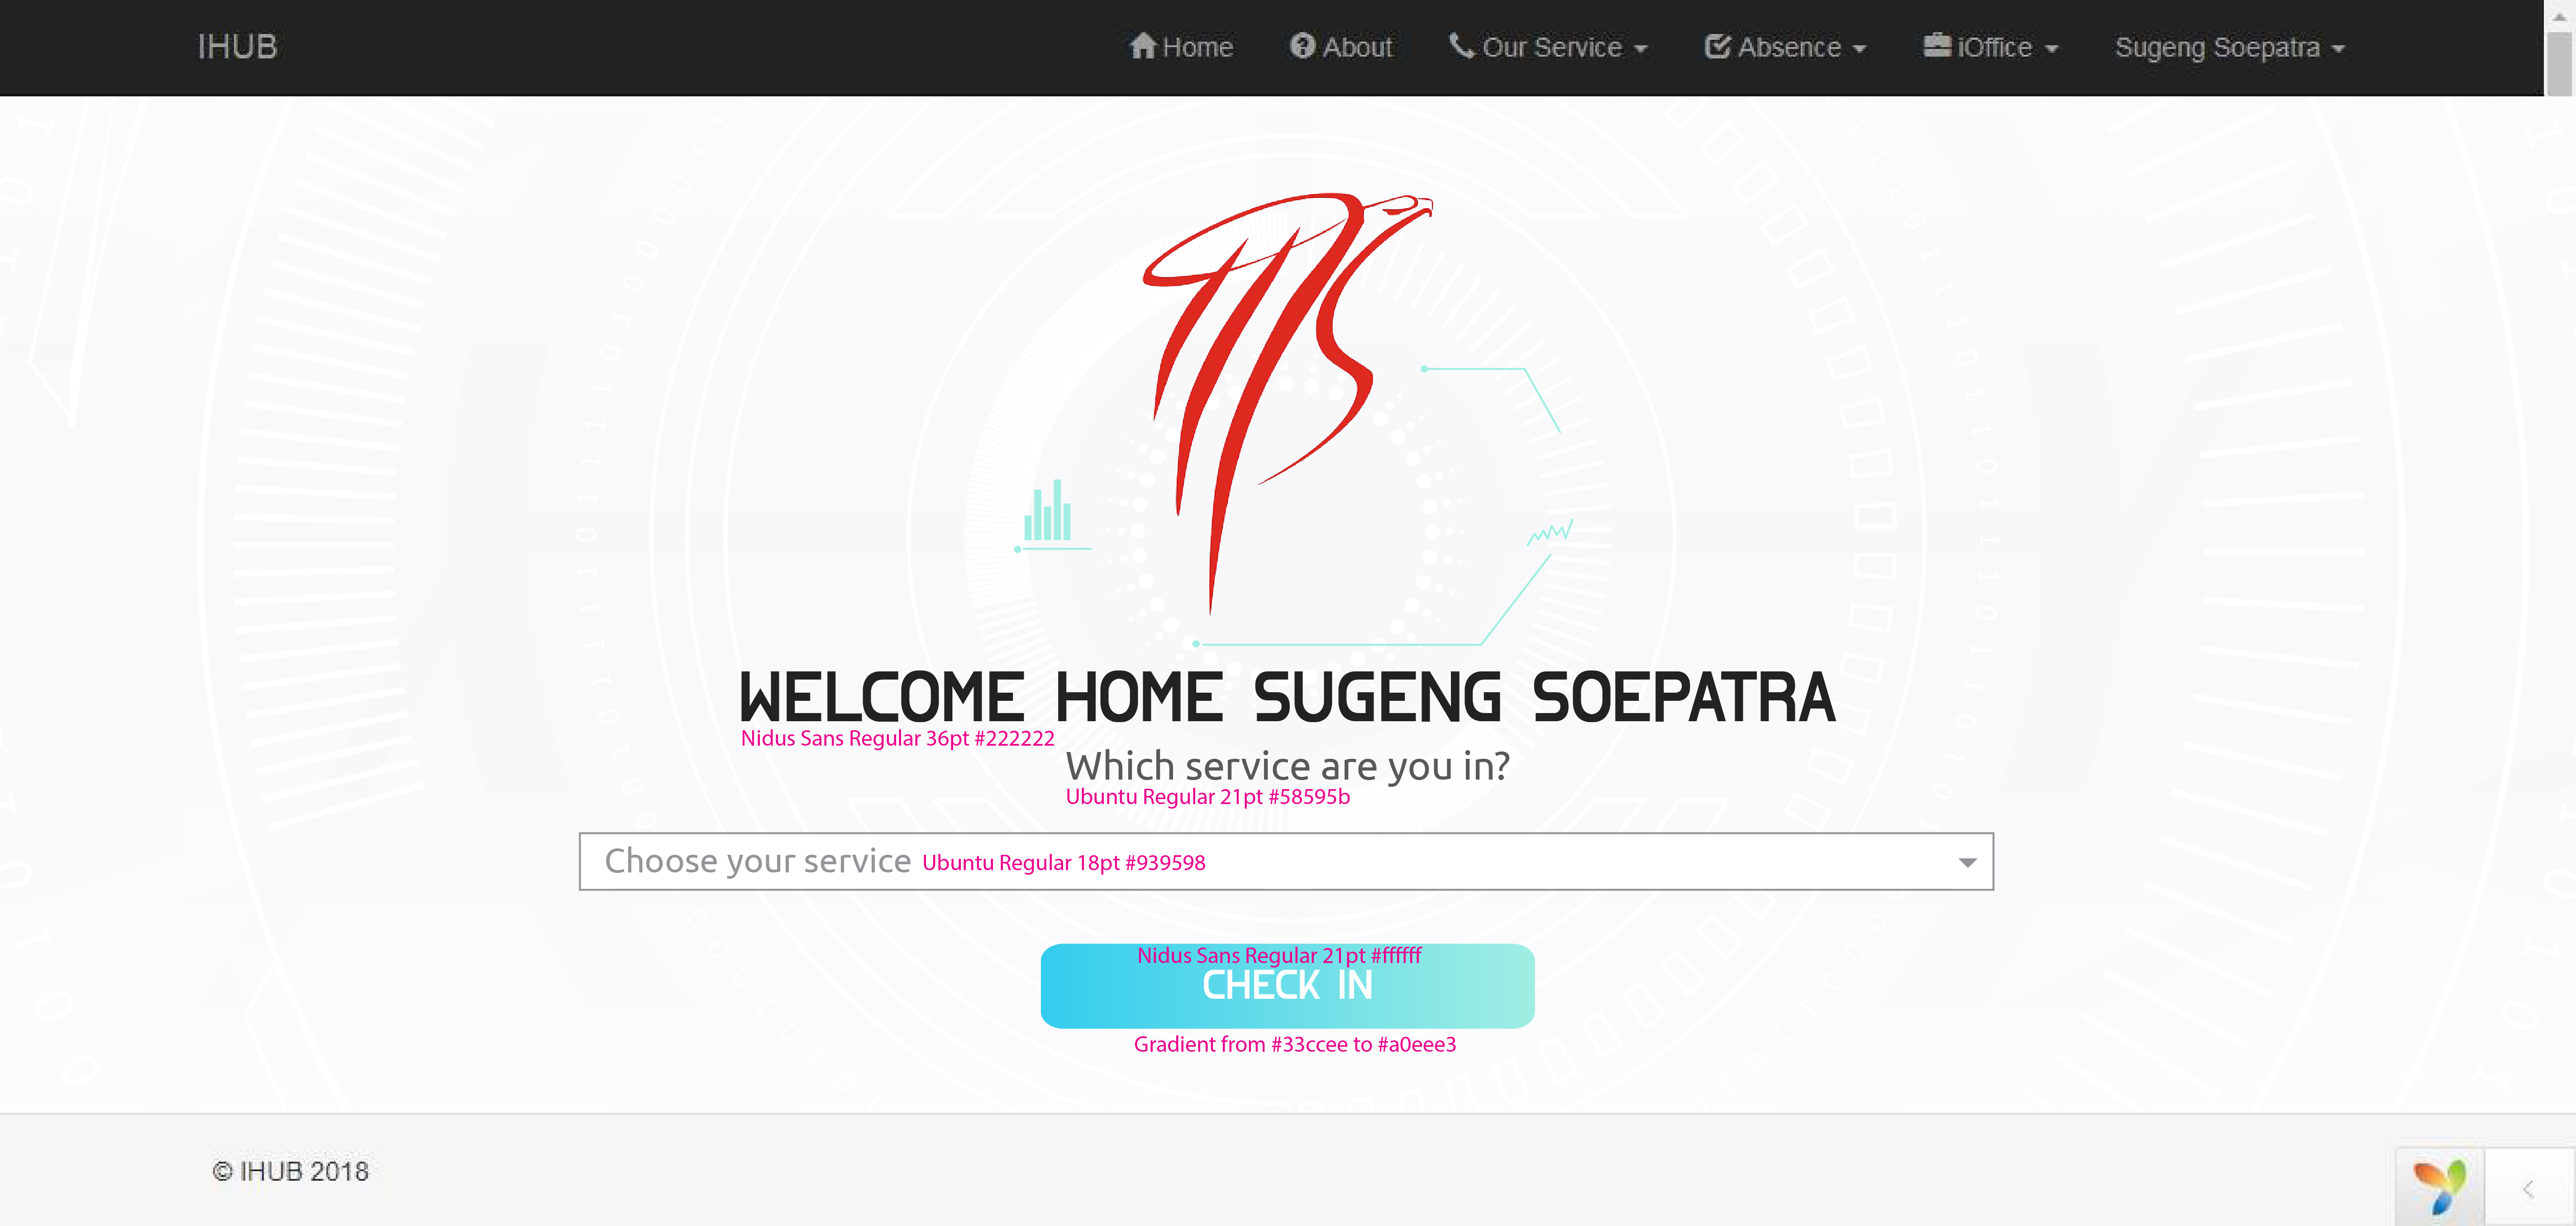 IHUB
Home
About
Our Service
Absence
iOffice
Sugeng Soepatra
WELCOME HOME SUGENG SOEPATRA
Nidus Sans Regular 36pt #222222
Which service are you in?
Ubuntu Regular 21pt #58595b
Choose your service
Ubuntu Regular 18pt #939598
Nidus Sans Regular 21pt #ffffff
CHECK IN
Gradient from #33ccee to #a0eee3
© IHUB 2018